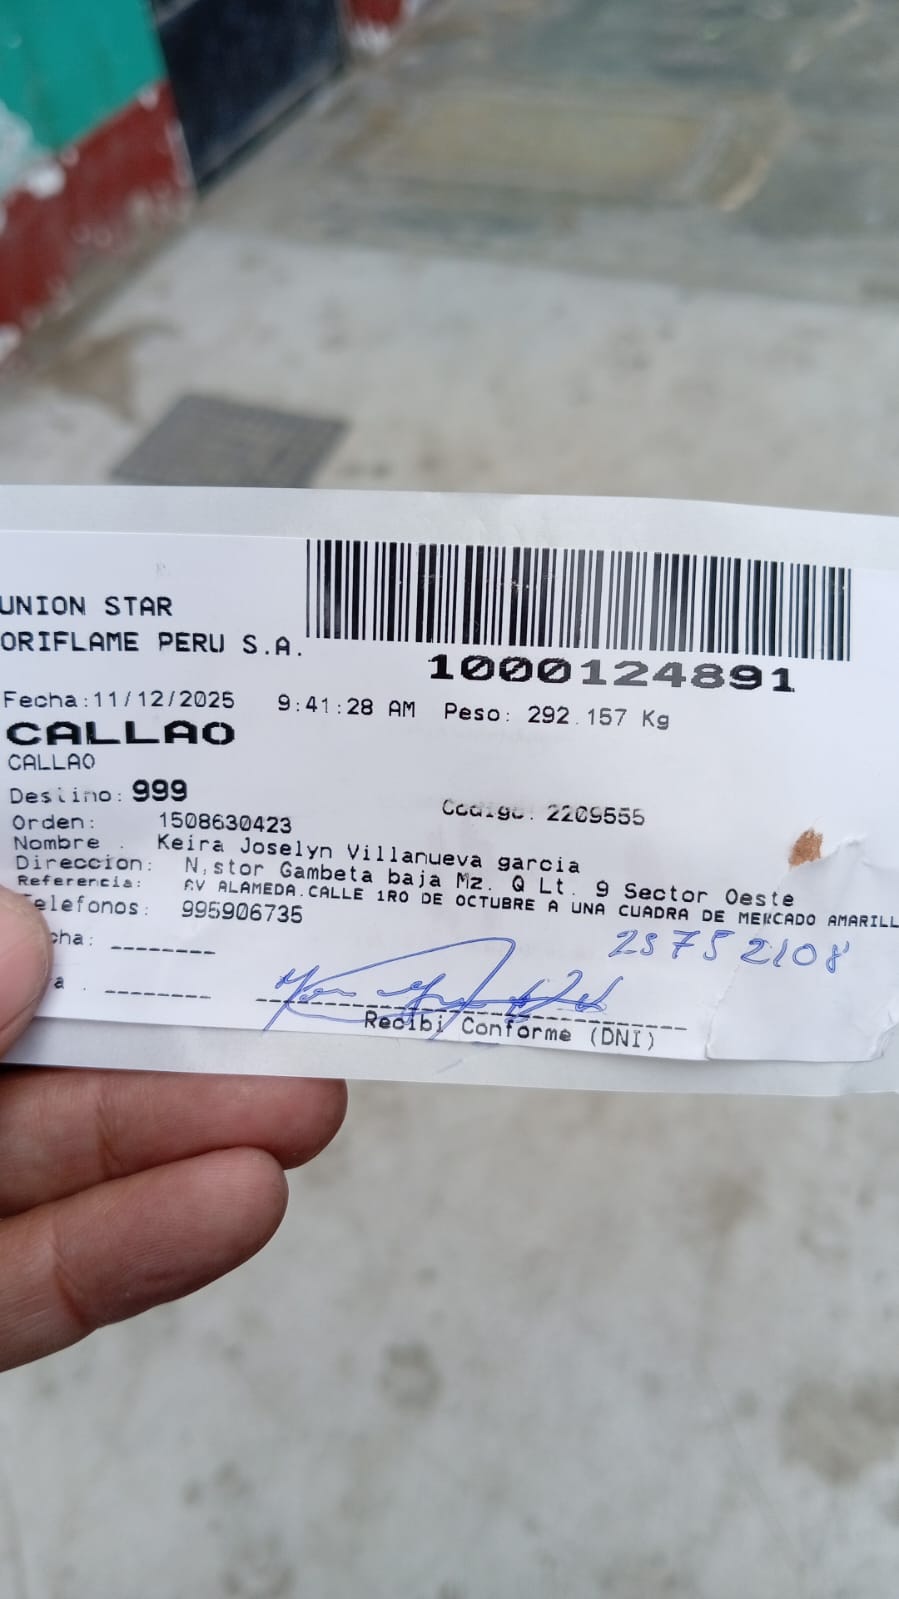 UNION STAR
ORIFLAME PERU S.A.
1000124891
Fecha:11/12/2025 9:41:28 AM Peso: 292.157 Kg
CALLAO
CALLAO
Destino: 999
Codigo: 2209555
Orden: 1508630423
Nombre : Keira Joselyn Villanueva garcia
Direccion: N,stor Gambeta baja Mz. Q Lt. 9 Sector Oeste
Referencia: AV ALAMEDA.CALLE 1RO DE OCTUBRE A UNA CUADRA DE MERCADO AMARILL
Telefonos: 995906735
cha: --------
25752108
a . --------
Recibi Conforme (DNI)